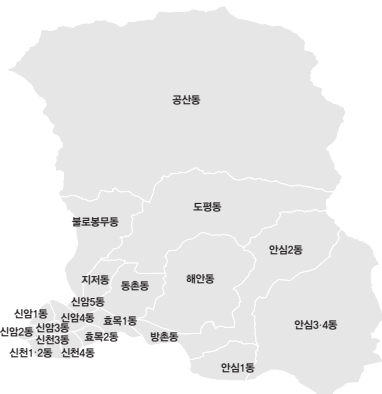 공산동
도평동
불로봉무동
안심2동
지저동
동촌동
해안동
신암5동
신암1동
신암4동
효목1동
안심3·4동
신암2동
신암3동
신천3동
효목2동
방촌동
신천1·2동
신천4동
안심1동